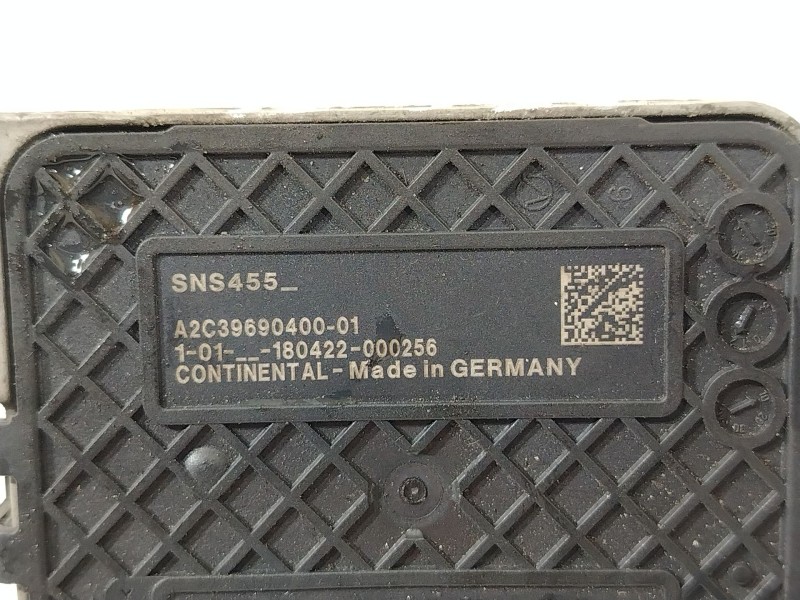 SNS455_
A2C39690400-01
1-01-__-180422-000256
CONTINENTAL - Made in GERMANY